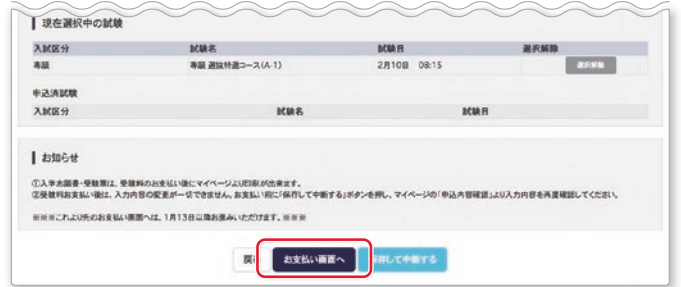 現在選択中の試験
入試区分 試験名 試験日 選択解除
専願 専願 選抜特進コース(A-1) 2月10日 08:15 選択解除
申込済試験
入試区分 試験名 試験日
お知らせ
①入学志願書・受験票は、受験料のお支払い後にマイページより印刷が出来ます。
②受験料お支払い後は、入力内容の変更が一切できません。お支払い前に「保存して中断する」ボタンを押し、マイページの「申込内容確認」より入力内容を再度確認してください。
※※※これより先のお支払い画面へは、1月13日以降お進みいただけます。※※※
戻 お支払い画面へ 保存して中断する